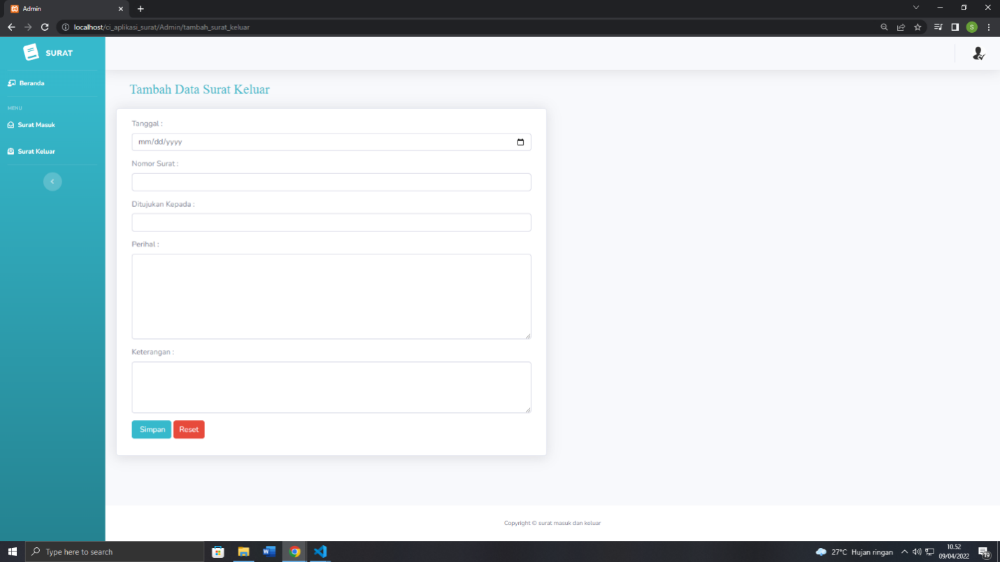 Admin
localhost/ci_aplikasi_surat/Admin/tambah_surat_keluar
S
SURAT
Beranda
MENU
Surat Masuk
Surat Keluar
Tambah Data Surat Keluar
Tanggal :
mm/dd/yyyy
Nomor Surat :
Ditujukan Kepada :
Perihal :
Keterangan :
Simpan Reset
Copyright © surat masuk dan keluar
Type here to search
27°C Hujan ringan
10.52
09/04/2022
19